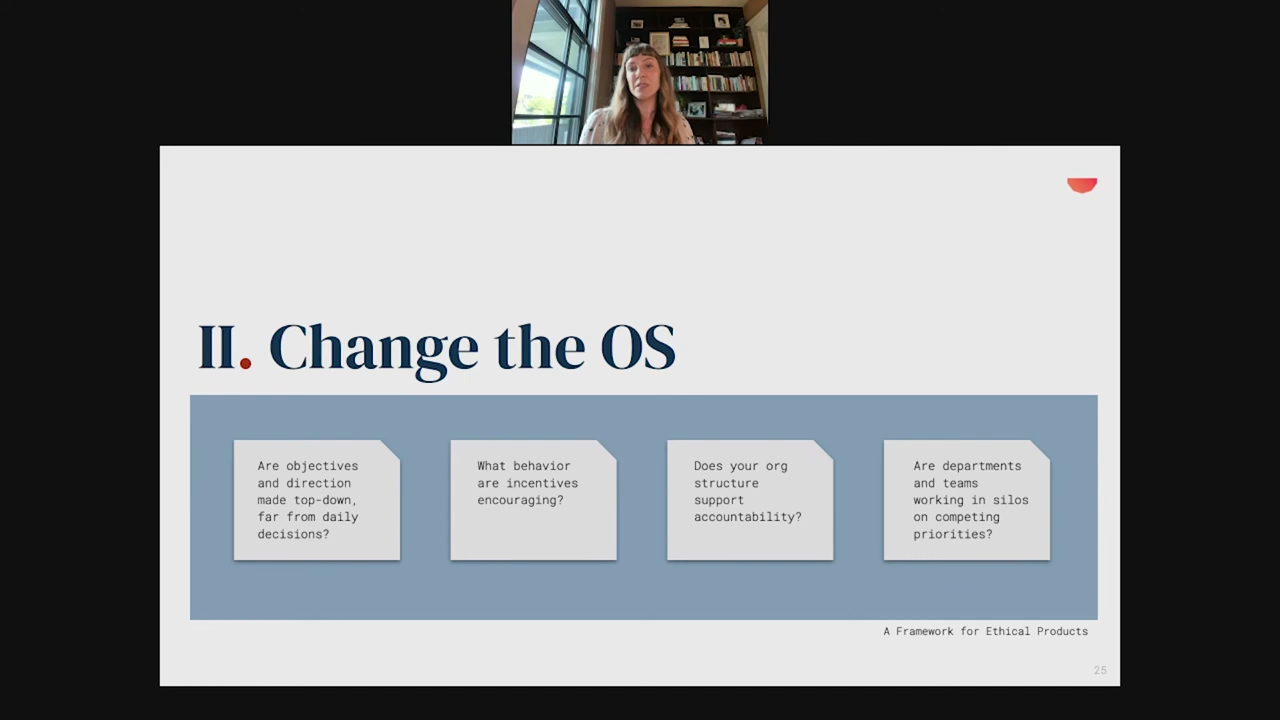 II. Change the OS
Are objectives
and direction
made top-down,
far from daily
decisions?
What behavior
are incentives
encouraging?
Does your org
structure
support
accountability?
Are departments
and teams
working in silos
on competing
priorities?
A Framework for Ethical Products
25